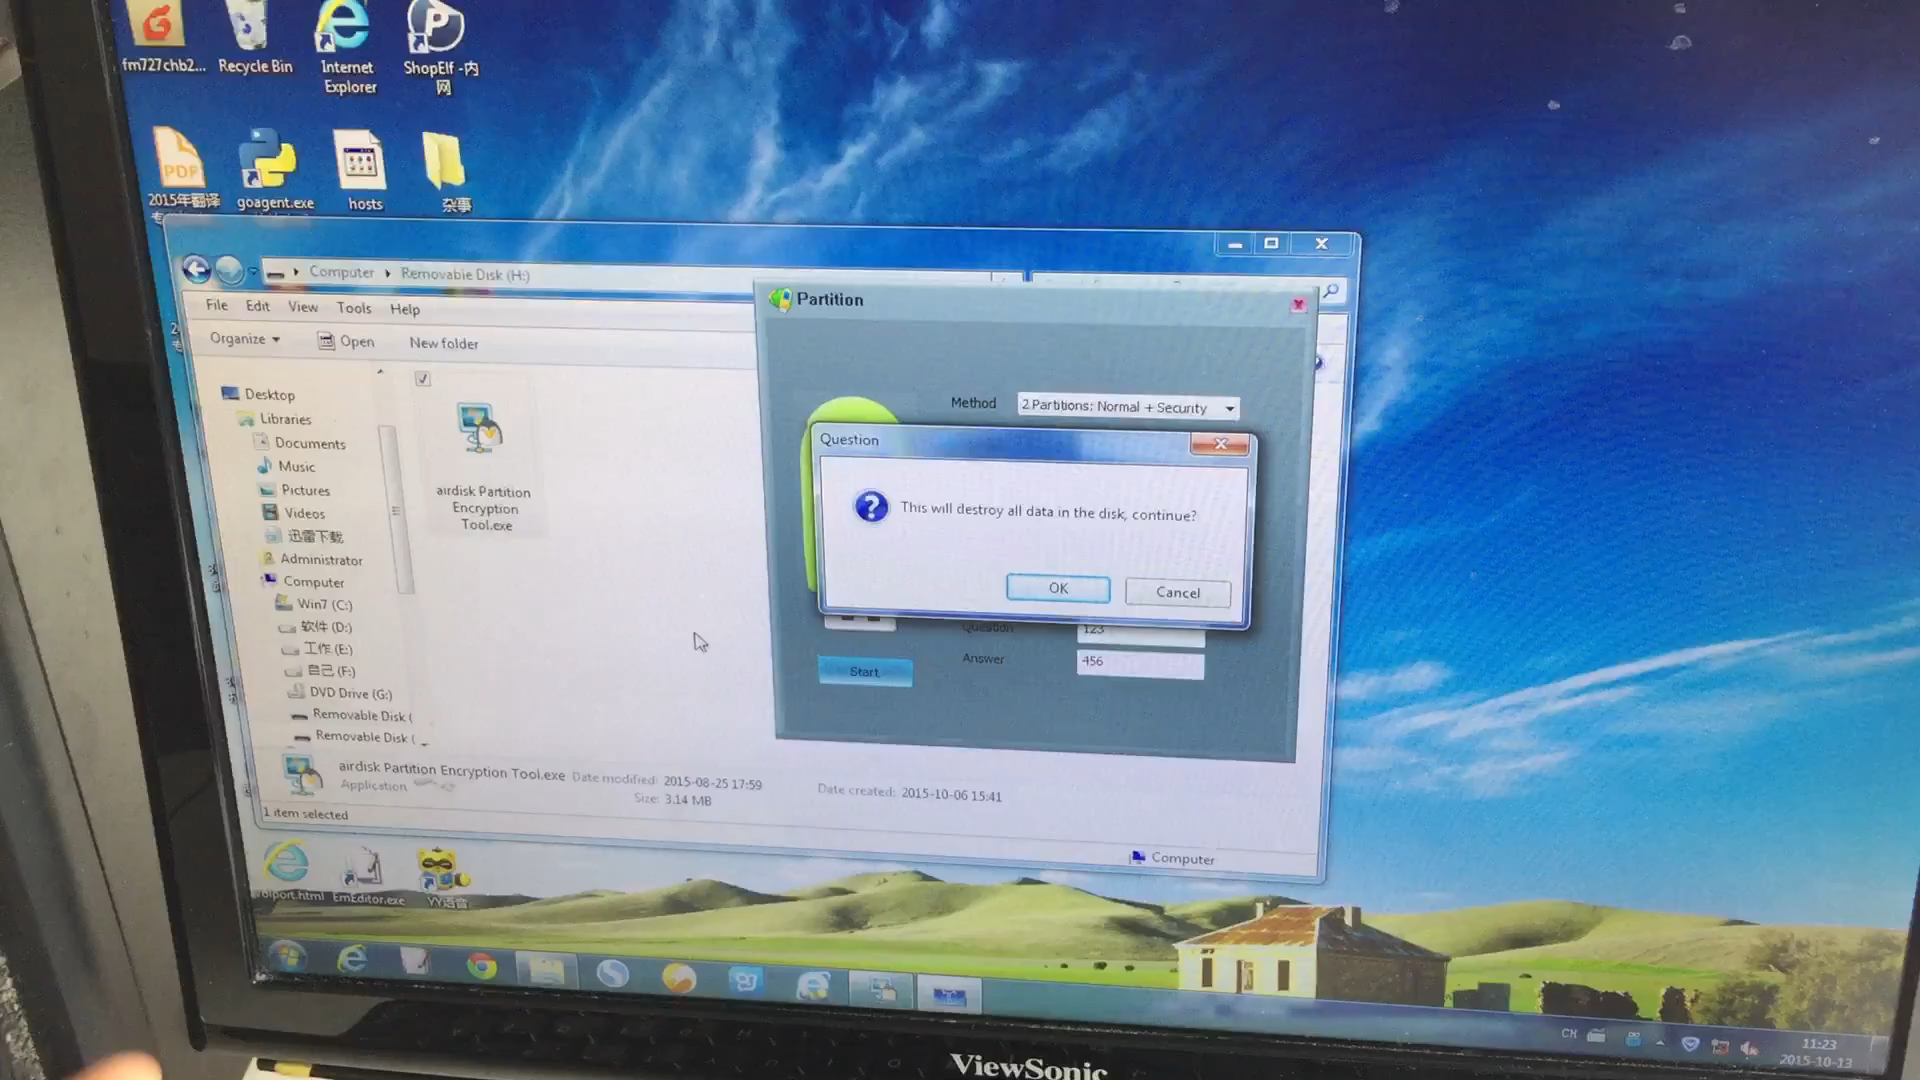 fm727chb2...
Recycle Bin
Internet
Explorer
ShopElf -内
网
PDP
2015年翻译
goagent.exe
hosts
杂事
Computer
Removable Disk (H:)
File
Edit
View
Tools
Help
Organize
Open
New folder
Desktop
Libraries
Documents
Music
Pictures
Videos
迅雷下载
Administrator
Computer
Win7 (C:)
软件 (D:)
工作 (E:)
自己 (F:)
DVD Drive (G:)
Removable Disk (
Removable Disk (
airdisk Partition
Encryption
Tool.exe
Partition
Method
2 Partitions: Normal + Security
Question
This will destroy all data in the disk, continue?
OK
Cancel
Question
123
Answer
456
Start
airdisk Partition Encryption Tool.exe
Date modified: 2015-08-25 17:59
Date created: 2015-10-06 15:41
Application
Size: 3.14 MB
1 item selected
Computer
EmEditor.exe
YY语音
CH
11:23
2015-10-13
ViewSonic